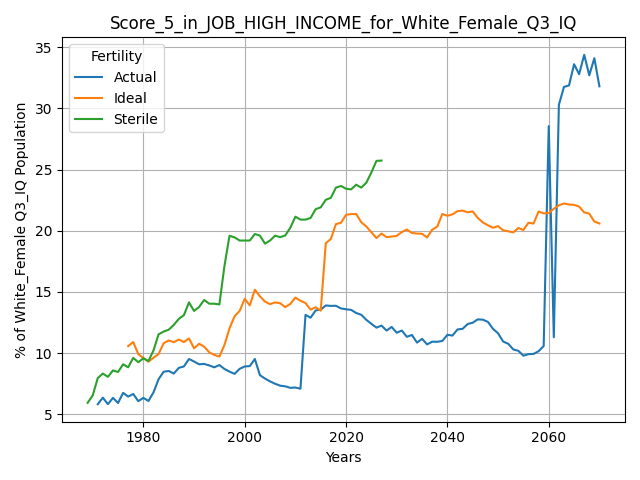 Score_5_in_JOB_HIGH_INCOME_for_White_Female_Q3_IQ
% of White_Female Q3_IQ Population
35
30
25
20
15
10
5
Fertility
Actual
Ideal
Sterile
1980
2000
2020
2040
2060
Years